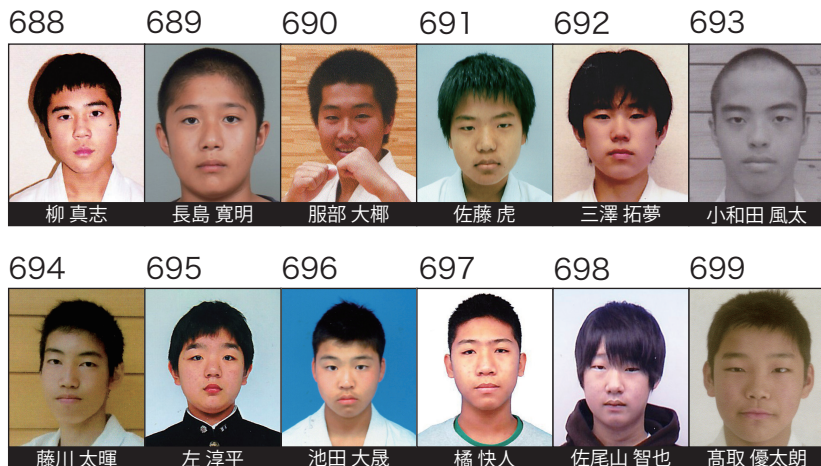 688 689 690 691 692 693
柳 真志 長島 寛明 服部 大椰 佐藤 虎 三澤 拓夢 小和田 風太
694 695 696 697 698 699
藤川 太暉 左 淳平 池田 大晟 橘 快人 佐尾山 智也 髙取 優太朗